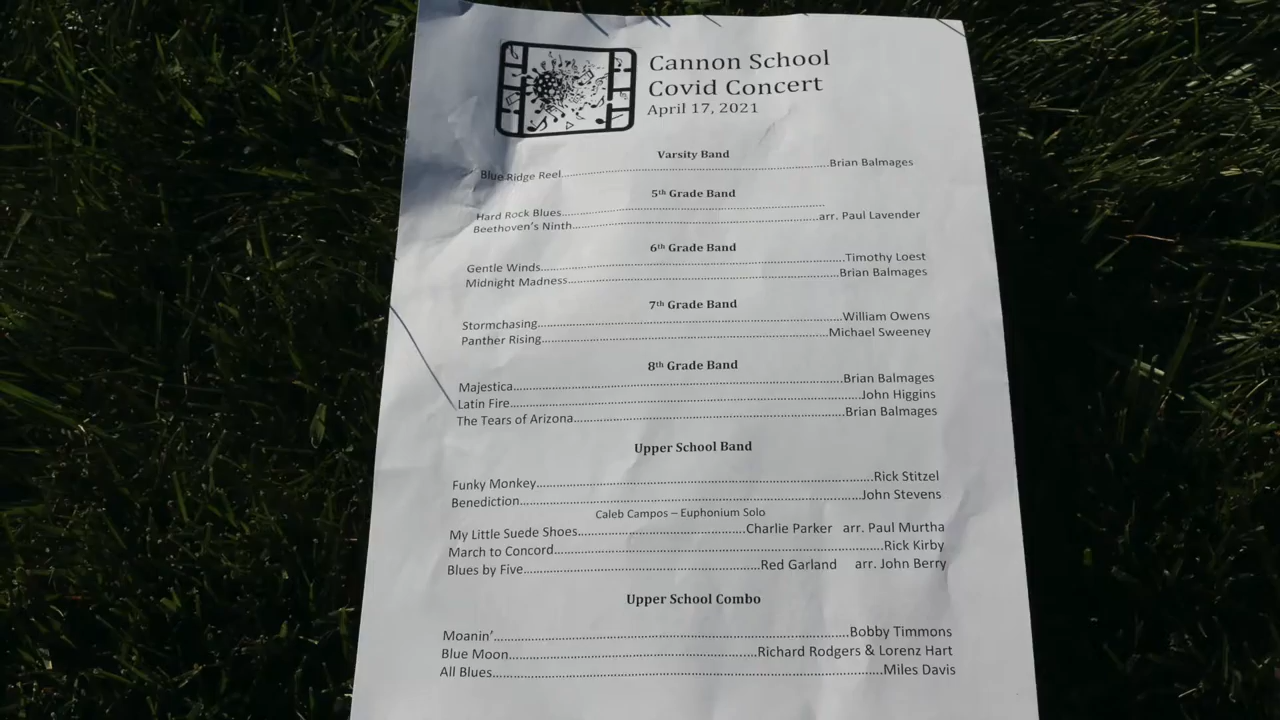 Cannon School
Covid Concert
April 17, 2021
Varsity Band
Blue Ridge Reel..............................Brian Balmages
5th Grade Band
Hard Rock Blues..............................
Beethoven's Ninth..............................arr. Paul Lavender
6th Grade Band
Gentle Winds..............................Timothy Loest
Midnight Madness..............................Brian Balmages
7th Grade Band
Stormchasing..............................William Owens
Panther Rising..............................Michael Sweeney
8th Grade Band
Majestica..............................Brian Balmages
Latin Fire..............................John Higgins
The Tears of Arizona..............................Brian Balmages
Upper School Band
Funky Monkey..............................Rick Stitzel
Benediction..............................John Stevens
Caleb Campos – Euphonium Solo
My Little Suede Shoes..............................Charlie Parker arr. Paul Murtha
March to Concord..............................Rick Kirby
Blues by Five..............................Red Garland arr. John Berry
Upper School Combo
Moanin'..............................Bobby Timmons
Blue Moon..............................Richard Rodgers & Lorenz Hart
All Blues..............................Miles Davis